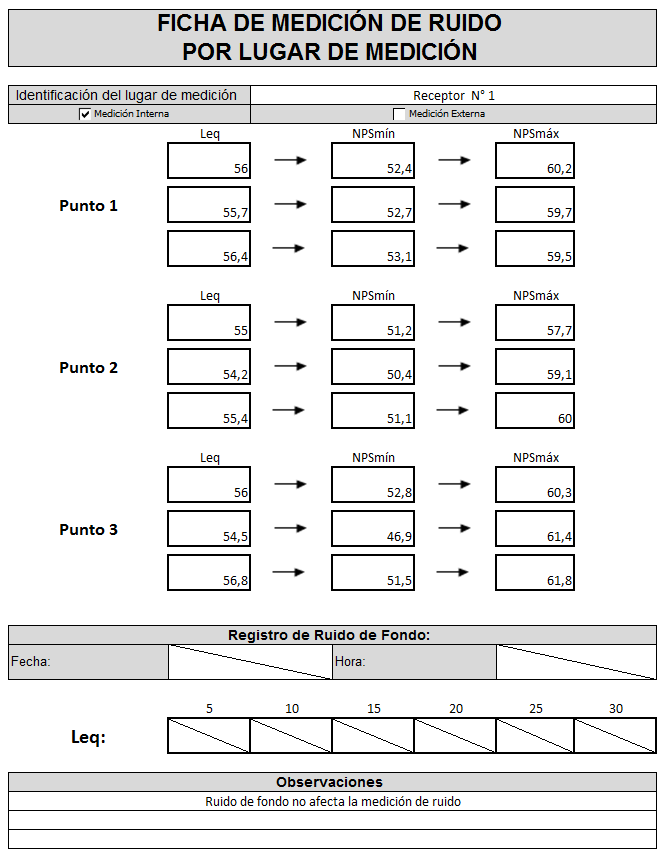 FICHA DE MEDICIÓN DE RUIDO
POR LUGAR DE MEDICIÓN
Identificación del lugar de medición Receptor N° 1
Medición Interna Medición Externa
Leq NPSmín NPSmáx
56 52,4 60,2
Punto 1 55,7 52,7 59,7
56,4 53,1 59,5
Leq NPSmín NPSmáx
55 51,2 57,7
Punto 2 54,2 50,4 59,1
55,4 51,1 60
Leq NPSmín NPSmáx
56 52,8 60,3
Punto 3 54,5 46,9 61,4
56,8 51,5 61,8
Registro de Ruido de Fondo:
Fecha: Hora:
5 10 15 20 25 30
Leq:
Observaciones
Ruido de fondo no afecta la medición de ruido